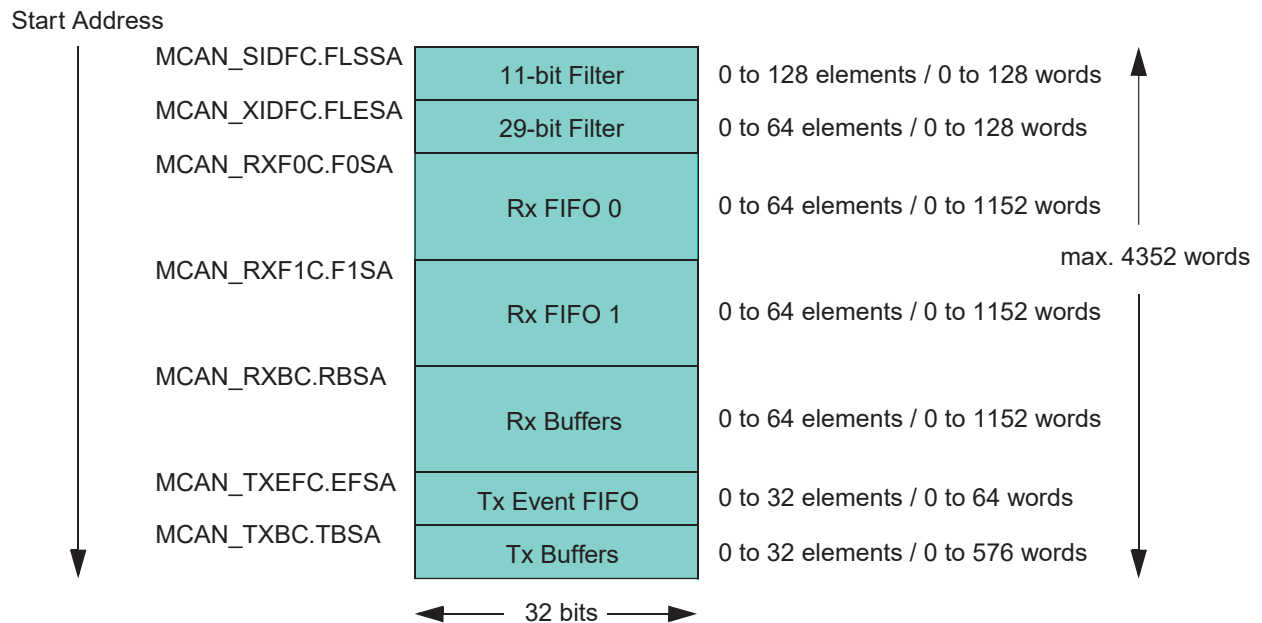 Start Address
MCAN_SIDFC.FLSSA
11-bit Filter
0 to 128 elements / 0 to 128 words
MCAN_XIDFC.FLESA
29-bit Filter
0 to 64 elements / 0 to 128 words
MCAN_RXF0C.F0SA
Rx FIFO 0
0 to 64 elements / 0 to 1152 words
max. 4352 words
MCAN_RXF1C.F1SA
Rx FIFO 1
0 to 64 elements / 0 to 1152 words
MCAN_RXBC.RBSA
Rx Buffers
0 to 64 elements / 0 to 1152 words
MCAN_TXEFC.EFSA
Tx Event FIFO
0 to 32 elements / 0 to 64 words
MCAN_TXBC.TBSA
Tx Buffers
0 to 32 elements / 0 to 576 words
32 bits